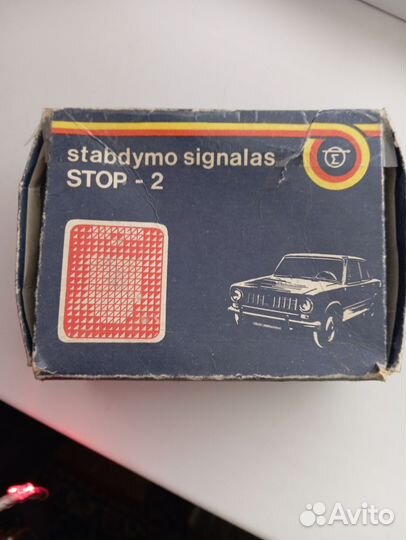 stabdymo signalas
STOP - 2
Avito